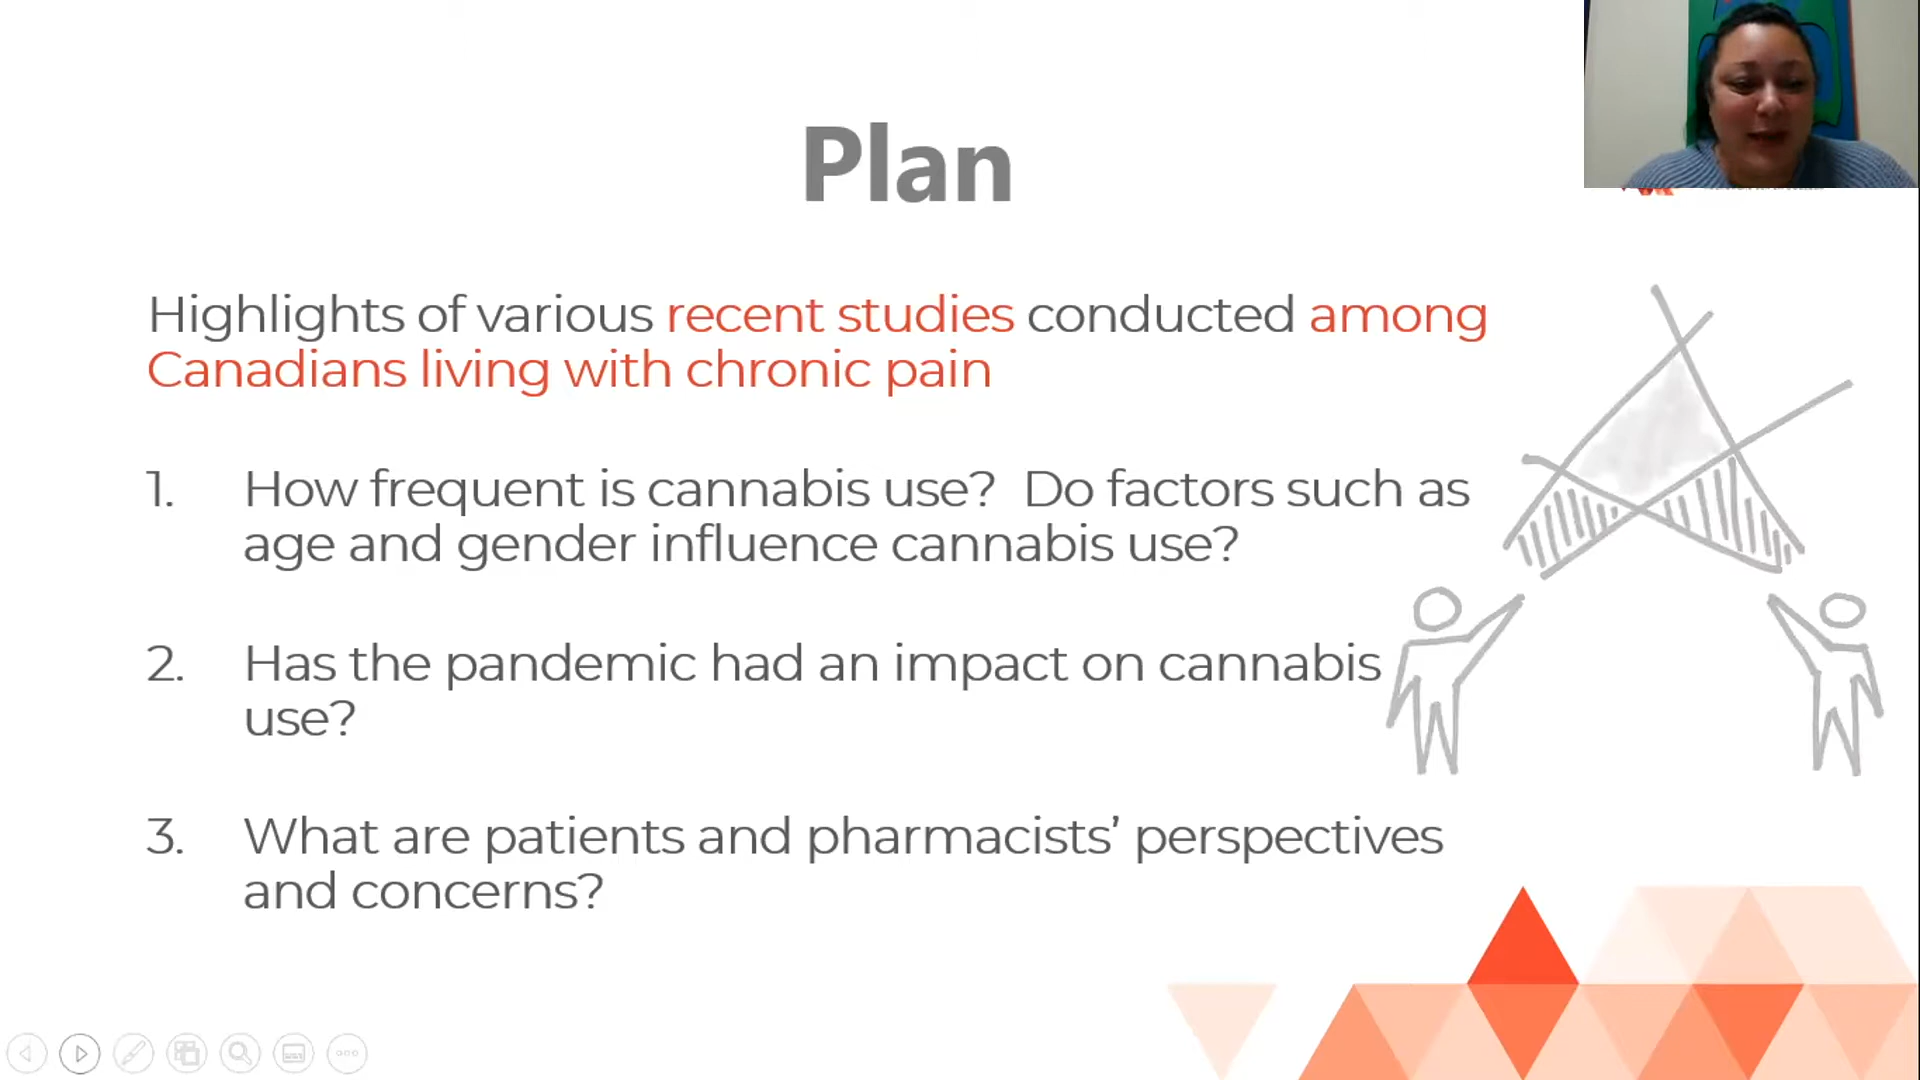 Plan
Highlights of various recent studies conducted among
Canadians living with chronic pain
1. How frequent is cannabis use?  Do factors such as
age and gender influence cannabis use?
2. Has the pandemic had an impact on cannabis
use?
3. What are patients and pharmacists’ perspectives
and concerns?